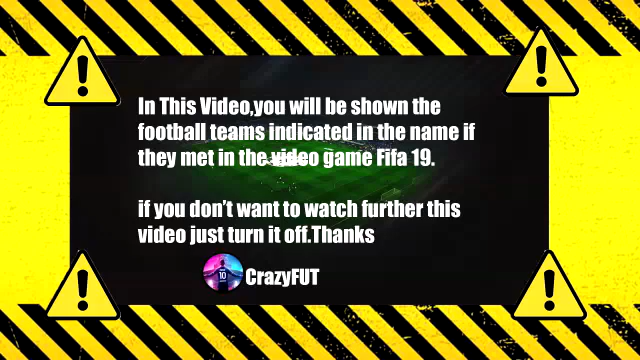 In This Video,you will be shown the
football teams indicated in the name if
they met in the video game Fifa 19.
if you don't want to watch further this
video just turn it off.Thanks
10
CrazyFUT